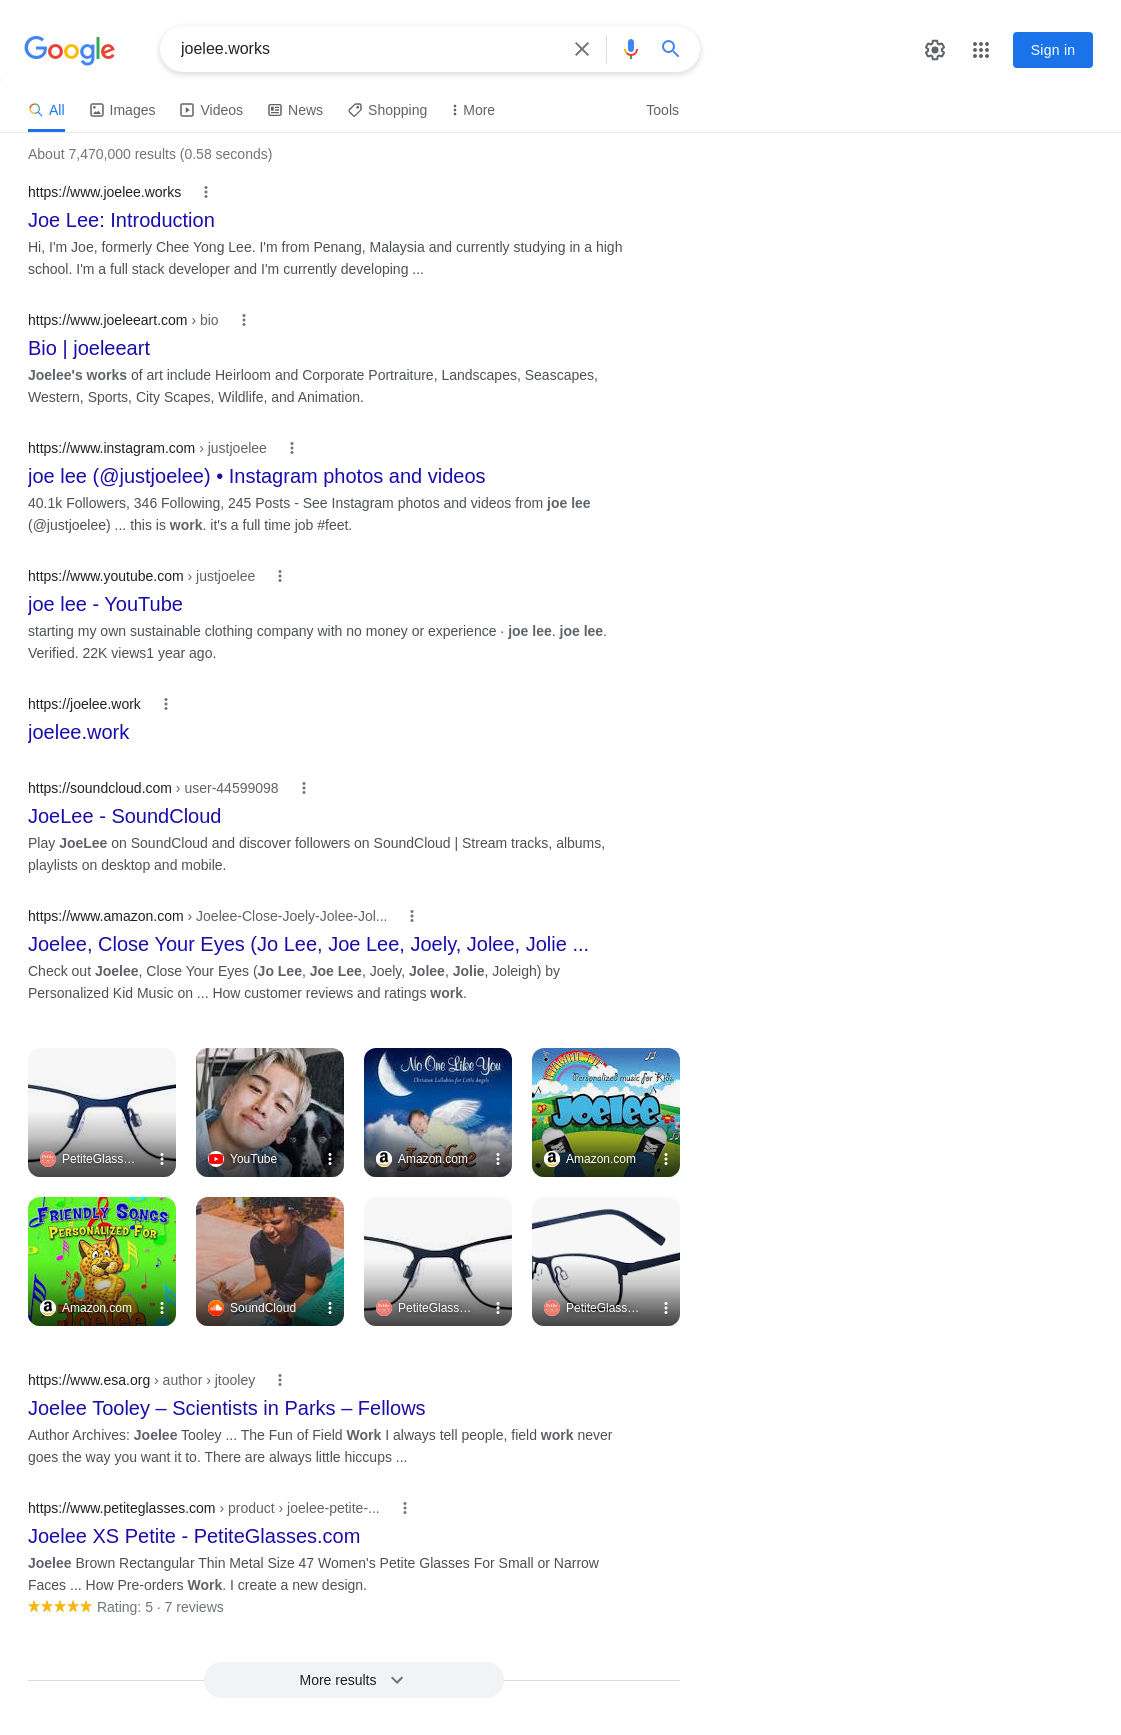 Google
joelee.works
Sign in
All
Images
Videos
News
Shopping
More
Tools
About 7,470,000 results (0.58 seconds)
https://www.joelee.works
Joe Lee: Introduction
Hi, I'm Joe, formerly Chee Yong Lee. I'm from Penang, Malaysia and currently studying in a high
school. I'm a full stack developer and I'm currently developing ...
https://www.joeleeart.com › bio
Bio | joeleeart
Joelee's works of art include Heirloom and Corporate Portraiture, Landscapes, Seascapes,
Western, Sports, City Scapes, Wildlife, and Animation.
https://www.instagram.com › justjoelee
joe lee (@justjoelee) • Instagram photos and videos
40.1k Followers, 346 Following, 245 Posts - See Instagram photos and videos from joe lee
(@justjoelee) ... this is work. it's a full time job #feet.
https://www.youtube.com › justjoelee
joe lee - YouTube
starting my own sustainable clothing company with no money or experience · joe lee. joe lee.
Verified. 22K views1 year ago.
https://joelee.work
joelee.work
https://soundcloud.com › user-44599098
JoeLee - SoundCloud
Play JoeLee on SoundCloud and discover followers on SoundCloud | Stream tracks, albums,
playlists on desktop and mobile.
https://www.amazon.com › Joelee-Close-Joely-Jolee-Jol...
Joelee, Close Your Eyes (Jo Lee, Joe Lee, Joely, Jolee, Jolie ...
Check out Joelee, Close Your Eyes (Jo Lee, Joe Lee, Joely, Jolee, Jolie, Joleigh) by
Personalized Kid Music on ... How customer reviews and ratings work.
PetiteGlass...
YouTube
No One Like You
Christian Lullabies for Little Angels
Joelee
Amazon.com
Personalized music for Kids
JOELEE
Amazon.com
FRIENDLY SONGS
PERSONALIZED FOR
Joelee
Amazon.com
SoundCloud
PetiteGlass...
PetiteGlass...
https://www.esa.org › author › jtooley
Joelee Tooley – Scientists in Parks – Fellows
Author Archives: Joelee Tooley ... The Fun of Field Work I always tell people, field work never
goes the way you want it to. There are always little hiccups ...
https://www.petiteglasses.com › product › joelee-petite-...
Joelee XS Petite - PetiteGlasses.com
Joelee Brown Rectangular Thin Metal Size 47 Women's Petite Glasses For Small or Narrow
Faces ... How Pre-orders Work. I create a new design.
Rating: 5 · 7 reviews
More results